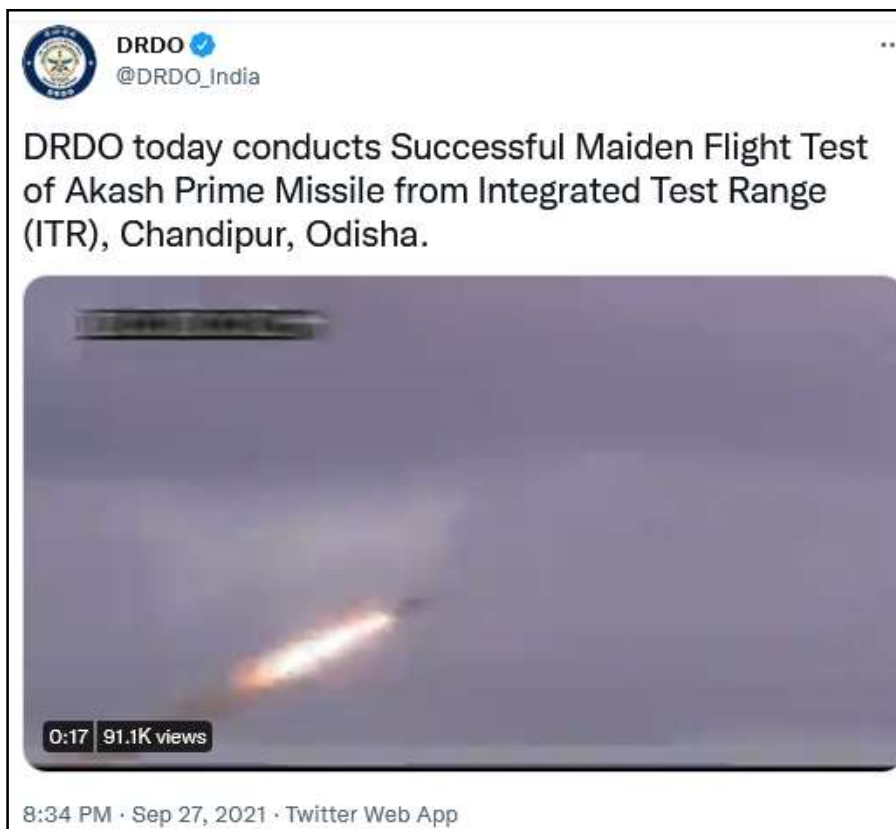 DRDO
@DRDO_India
DRDO today conducts Successful Maiden Flight Test
of Akash Prime Missile from Integrated Test Range
(ITR), Chandipur, Odisha.
0:17 91.1K views
8:34 PM · Sep 27, 2021 · Twitter Web App